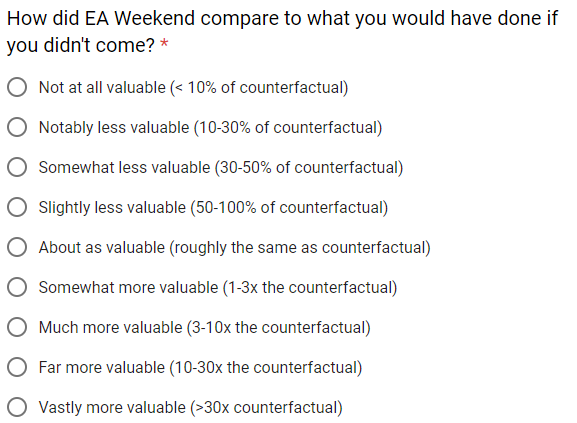 How did EA Weekend compare to what you would have done if
you didn't come? *
Not at all valuable (< 10% of counterfactual)
Notably less valuable (10-30% of counterfactual)
Somewhat less valuable (30-50% of counterfactual)
Slightly less valuable (50-100% of counterfactual)
About as valuable (roughly the same as counterfactual)
Somewhat more valuable (1-3x the counterfactual)
Much more valuable (3-10x the counterfactual)
Far more valuable (10-30x the counterfactual)
Vastly more valuable (>30x counterfactual)